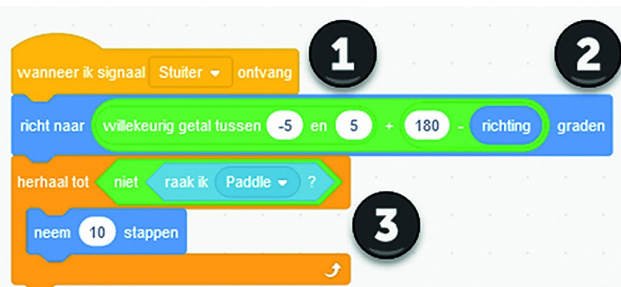 1
2
wanneer ik signaal Stuiter ontvang
richt naar willekeurig getal tussen -5 en 5 + 180 - richting graden
herhaal tot niet raak ik Paddle ?
neem 10 stappen
3